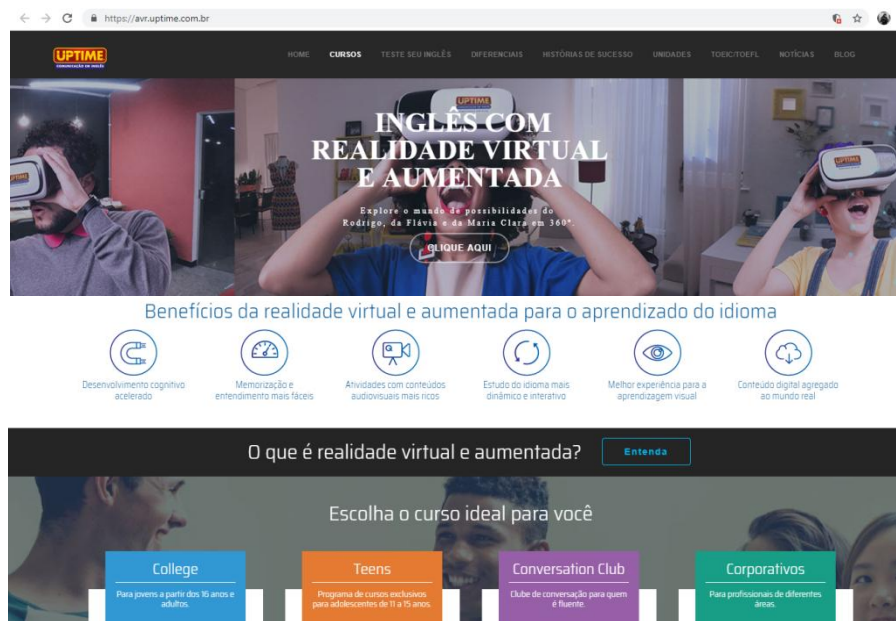 https://avr.uptime.com.br
UPTIME
COMUNICAÇÃO EM INGLÊS
HOME CURSOS TESTE SEU INGLÊS DIFERENCIAIS HISTÓRIAS DE SUCESSO UNIDADES TOEIC/TOEFL NOTÍCIAS BLOG
UPTIME
INGLÊS COM
REALIDADE VIRTUAL
E AUMENTADA
Explore o mundo de possibilidades do
Rodrigo, da Flávia e da Maria Clara em 360°.
CLIQUE AQUI
UPTIME
UPTIME
Benefícios da realidade virtual e aumentada para o aprendizado do idioma
Desenvolvimento cognitivo
acelerado
Memorização e
entendimento mais fáceis
Atividades com conteúdos
audiovisuais mais ricos
Estudo do idioma mais
dinâmico e interativo
Melhor experiência para a
aprendizagem visual
Conteúdo digital agregado
ao mundo real
O que é realidade virtual e aumentada? Entenda
Escolha o curso ideal para você
College
Para jovens a partir dos 16 anos e
adultos.
Teens
Programa de cursos exclusivos
para adolescentes de 11 a 15 anos.
Conversation Club
Clube de conversação para quem
é fluente.
Corporativos
Para profissionais de diferentes
áreas.